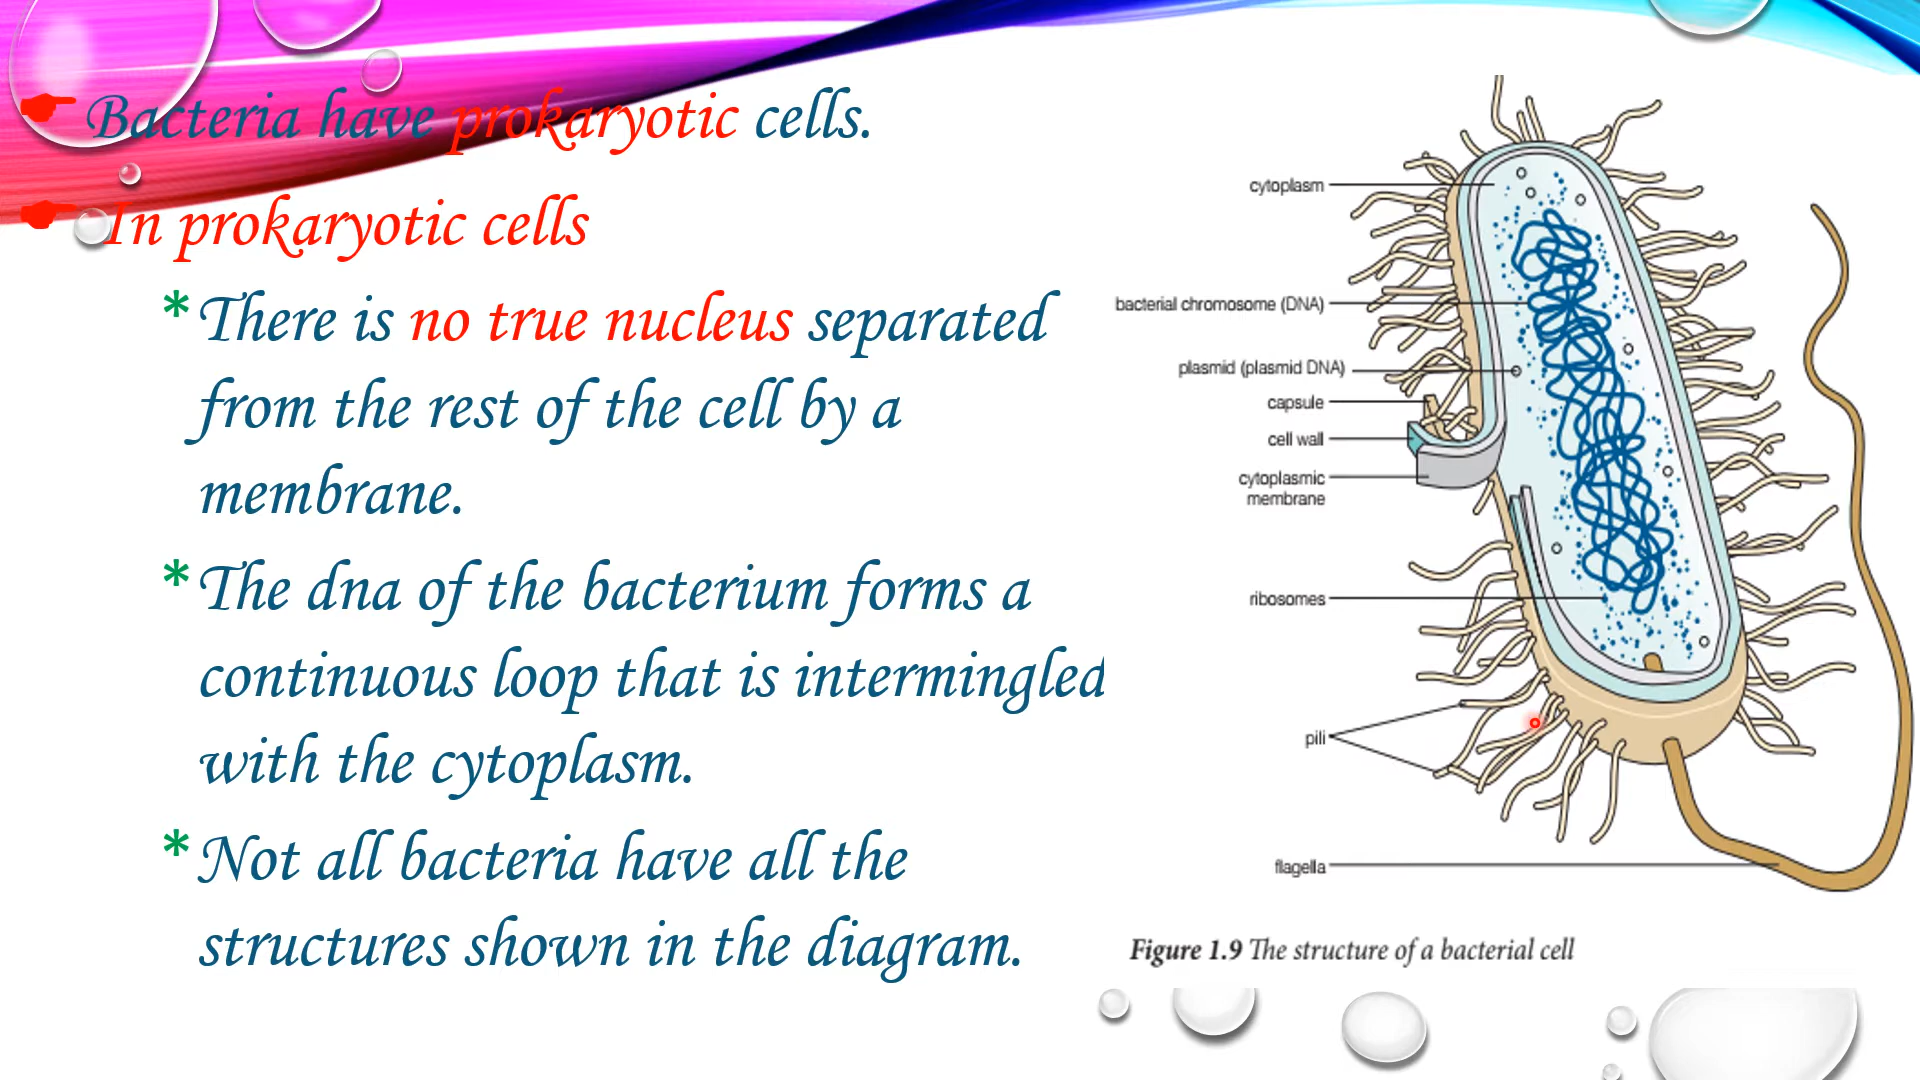 Bacteria have prokaryotic cells.
In prokaryotic cells
* There is no true nucleus separated
from the rest of the cell by a
membrane.
* The dna of the bacterium forms a
continuous loop that is intermingled
with the cytoplasm.
* Not all bacteria have all the
structures shown in the diagram.
cytoplasm
bacterial chromosome (DNA)
plasmid (plasmid DNA)
capsule
cell wall
cytoplasmic
membrane
ribosomes
pili
flagella
Figure 1.9 The structure of a bacterial cell